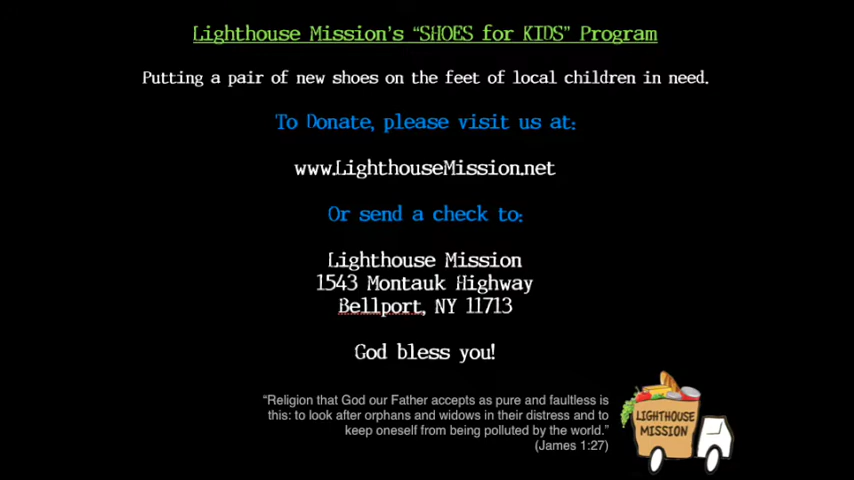 Lighthouse Mission's “SHOES for KIDS” Program
Putting a pair of new shoes on the feet of local children in need.
To Donate, please visit us at:
www.LighthouseMission.net
Or send a check to:
Lighthouse Mission
1543 Montauk Highway
Bellport, NY 11713
God bless you!
“Religion that God our Father accepts as pure and faultless is
this: to look after orphans and widows in their distress and to
keep oneself from being polluted by the world.”
(James 1:27)
LIGHTHOUSE
MISSION